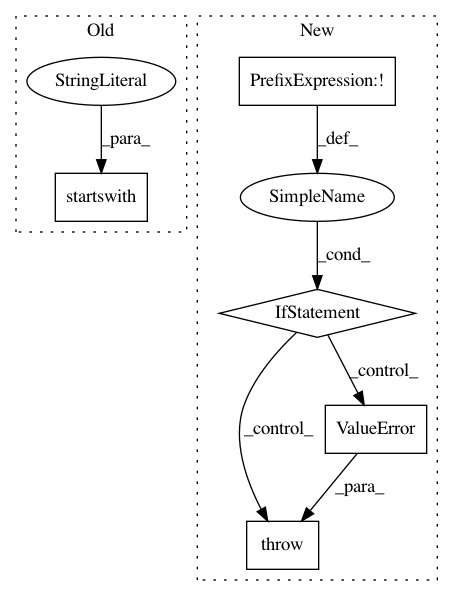 Old
New
StringLiteral
PrefixExpression:!
_para_
_def_
startswith
SimpleName
_cond_
IfStatement
_control_
_control_
ValueError
_para_
throw